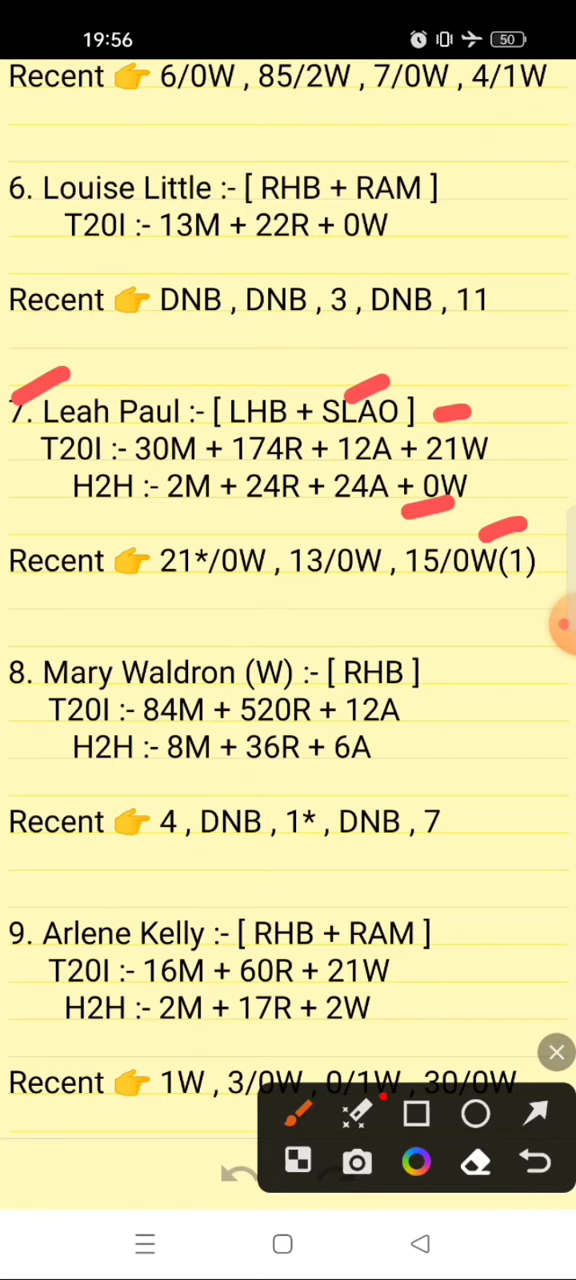 19:56
50
Recent 👉 6/0W , 85/2W , 7/0W , 4/1W
6. Louise Little :- [ RHB + RAM ]
T20I :- 13M + 22R + 0W
Recent 👉 DNB , DNB , 3 , DNB , 11
7. Leah Paul :- [ LHB + SLAO ]
T20I :- 30M + 174R + 12A + 21W
H2H :- 2M + 24R + 24A + 0W
Recent 👉 21*/0W , 13/0W , 15/0W(1)
8. Mary Waldron (W) :- [ RHB ]
T20I :- 84M + 520R + 12A
H2H :- 8M + 36R + 6A
Recent 👉 4 , DNB , 1* , DNB , 7
9. Arlene Kelly :- [ RHB + RAM ]
T20I :- 16M + 60R + 21W
H2H :- 2M + 17R + 2W
Recent 👉 1W , 3/0W , 0/1W , 30/0W